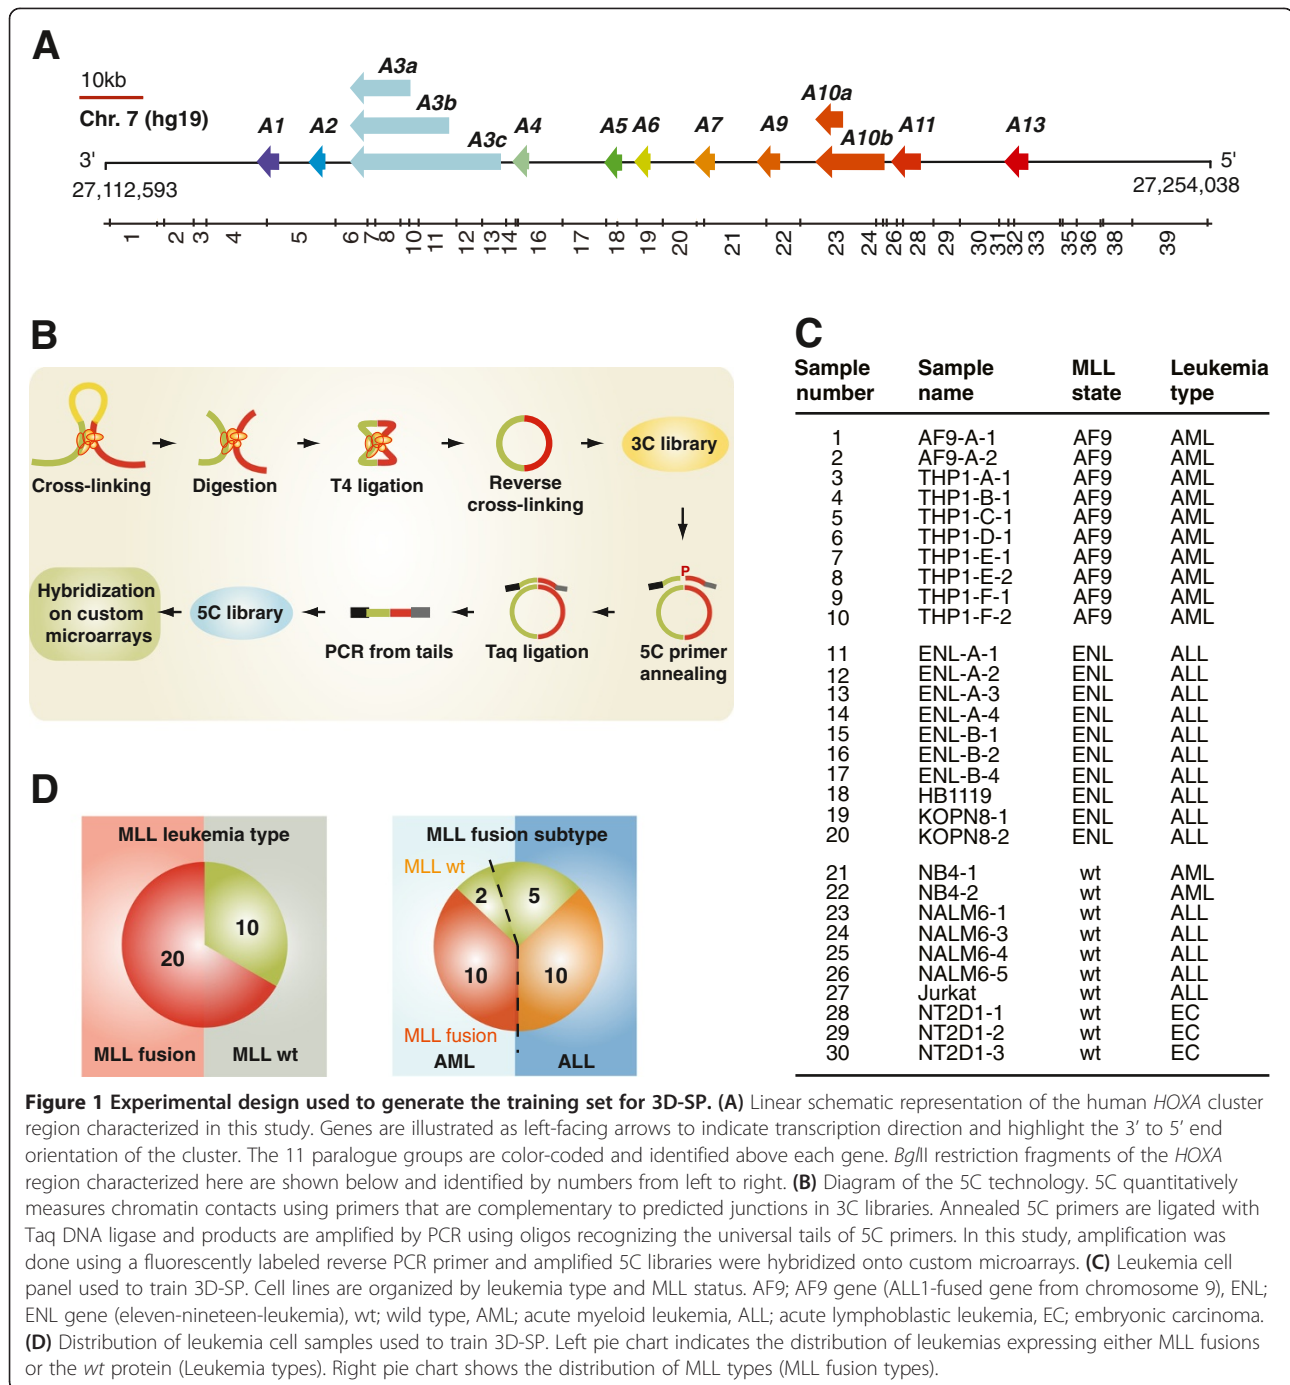 A
10kb
Chr. 7 (hg19)
A3a
A3b
A10a
A1
A2
A3c
A4
A5
A6
A7
A9
A10b
A11
A13
3'
5'
27,112,593
27,254,038
1 2 3 4 5 6 7 8 10 11 12 13 14 16 17 18 19 20 21 22 23 24 26 28 29 30 31 32 33 35 36 38 39
B
Cross-linking
Digestion
T4 ligation
Reverse
cross-linking
3C library
P
5C primer
annealing
Taq ligation
PCR from tails
5C library
Hybridization
on custom
microarrays
C
Sample number Sample name MLL state Leukemia type
1 AF9-A-1 AF9 AML
2 AF9-A-2 AF9 AML
3 THP1-A-1 AF9 AML
4 THP1-B-1 AF9 AML
5 THP1-C-1 AF9 AML
6 THP1-D-1 AF9 AML
7 THP1-E-1 AF9 AML
8 THP1-E-2 AF9 AML
9 THP1-F-1 AF9 AML
10 THP1-F-2 AF9 AML
11 ENL-A-1 ENL ALL
12 ENL-A-2 ENL ALL
13 ENL-A-3 ENL ALL
14 ENL-A-4 ENL ALL
15 ENL-B-1 ENL ALL
16 ENL-B-2 ENL ALL
17 ENL-B-4 ENL ALL
18 HB1119 ENL ALL
19 KOPN8-1 ENL ALL
20 KOPN8-2 ENL ALL
21 NB4-1 wt AML
22 NB4-2 wt AML
23 NALM6-1 wt ALL
24 NALM6-3 wt ALL
25 NALM6-4 wt ALL
26 NALM6-5 wt ALL
27 Jurkat wt ALL
28 NT2D1-1 wt EC
29 NT2D1-2 wt EC
30 NT2D1-3 wt EC
D
MLL leukemia type
10
20
MLL fusion
MLL wt
MLL fusion subtype
MLL wt
2
5
10
10
MLL fusion
AML
ALL
Figure 1 Experimental design used to generate the training set for 3D-SP. (A) Linear schematic representation of the human HOXA cluster
region characterized in this study. Genes are illustrated as left-facing arrows to indicate transcription direction and highlight the 3’ to 5’ end
orientation of the cluster. The 11 paralogue groups are color-coded and identified above each gene. BglII restriction fragments of the HOXA
region characterized here are shown below and identified by numbers from left to right. (B) Diagram of the 5C technology. 5C quantitatively
measures chromatin contacts using primers that are complementary to predicted junctions in 3C libraries. Annealed 5C primers are ligated with
Taq DNA ligase and products are amplified by PCR using oligos recognizing the universal tails of 5C primers. In this study, amplification was
done using a fluorescently labeled reverse PCR primer and amplified 5C libraries were hybridized onto custom microarrays. (C) Leukemia cell
panel used to train 3D-SP. Cell lines are organized by leukemia type and MLL status. AF9; AF9 gene (ALL1-fused gene from chromosome 9), ENL;
ENL gene (eleven-nineteen-leukemia), wt; wild type, AML; acute myeloid leukemia, ALL; acute lymphoblastic leukemia, EC; embryonic carcinoma.
(D) Distribution of leukemia cell samples used to train 3D-SP. Left pie chart indicates the distribution of leukemias expressing either MLL fusions
or the wt protein (Leukemia types). Right pie chart shows the distribution of MLL types (MLL fusion types).